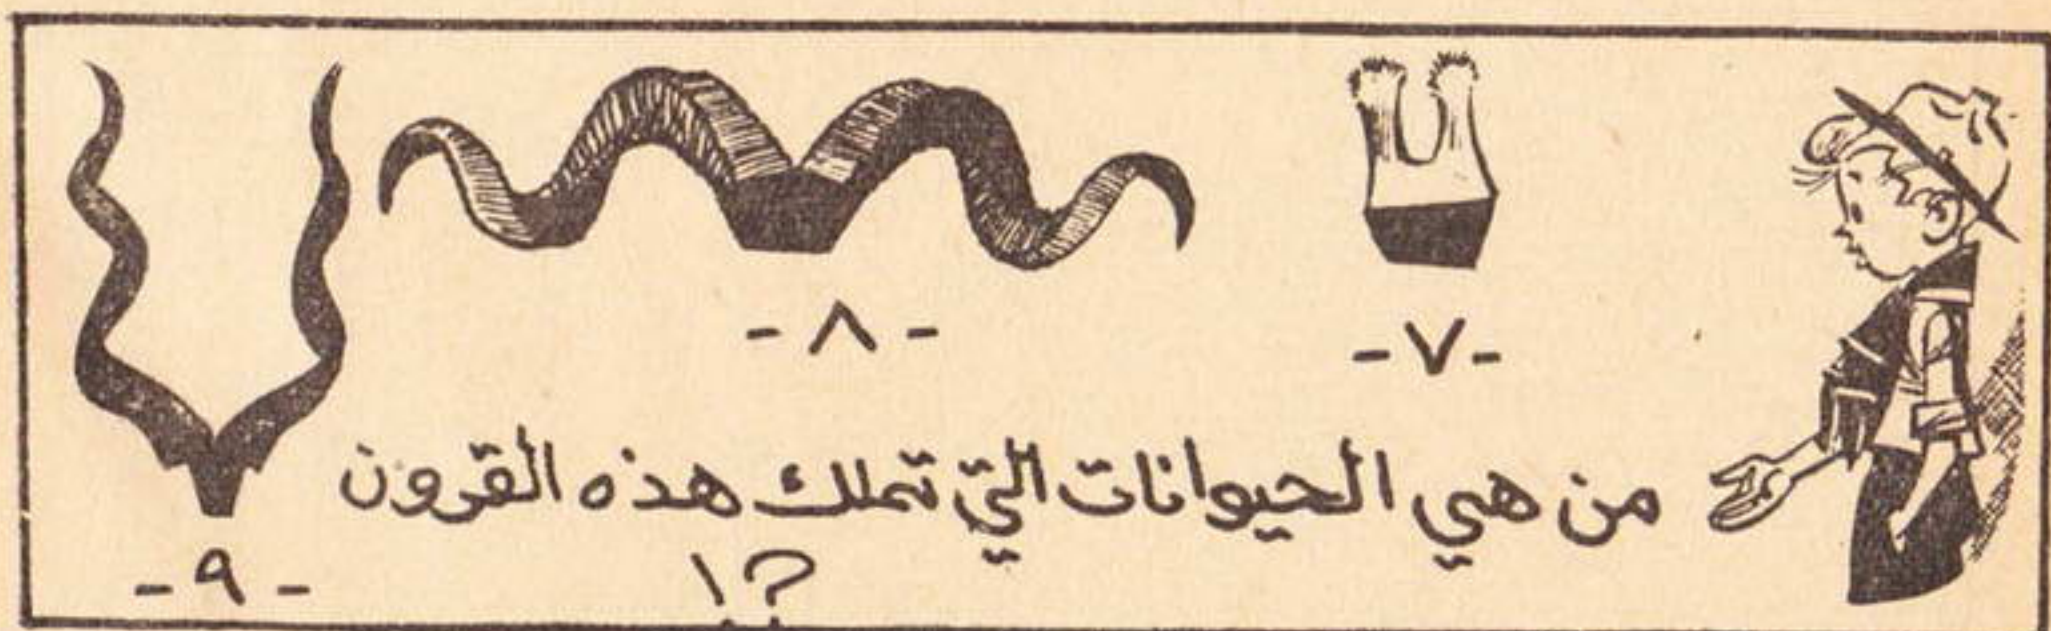 -٧-
-٨-
-٩-
من هي الحيوانات التي تملك هذه القرون
؟!